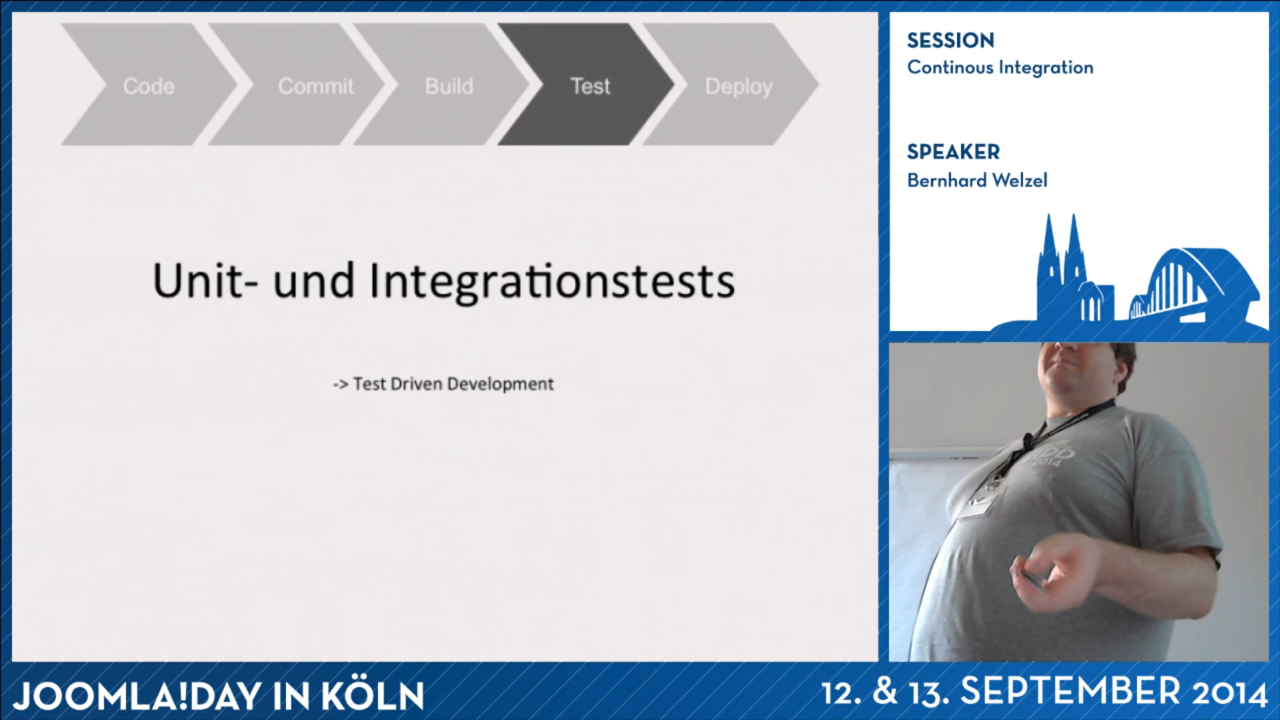 Code
Commit
Build
Test
Deploy
Unit- und Integrationstests
-> Test Driven Development
SESSION
Continous Integration
SPEAKER
Bernhard Welzel
2014
JOOMLA!DAY IN KÖLN
12. & 13. SEPTEMBER 2014